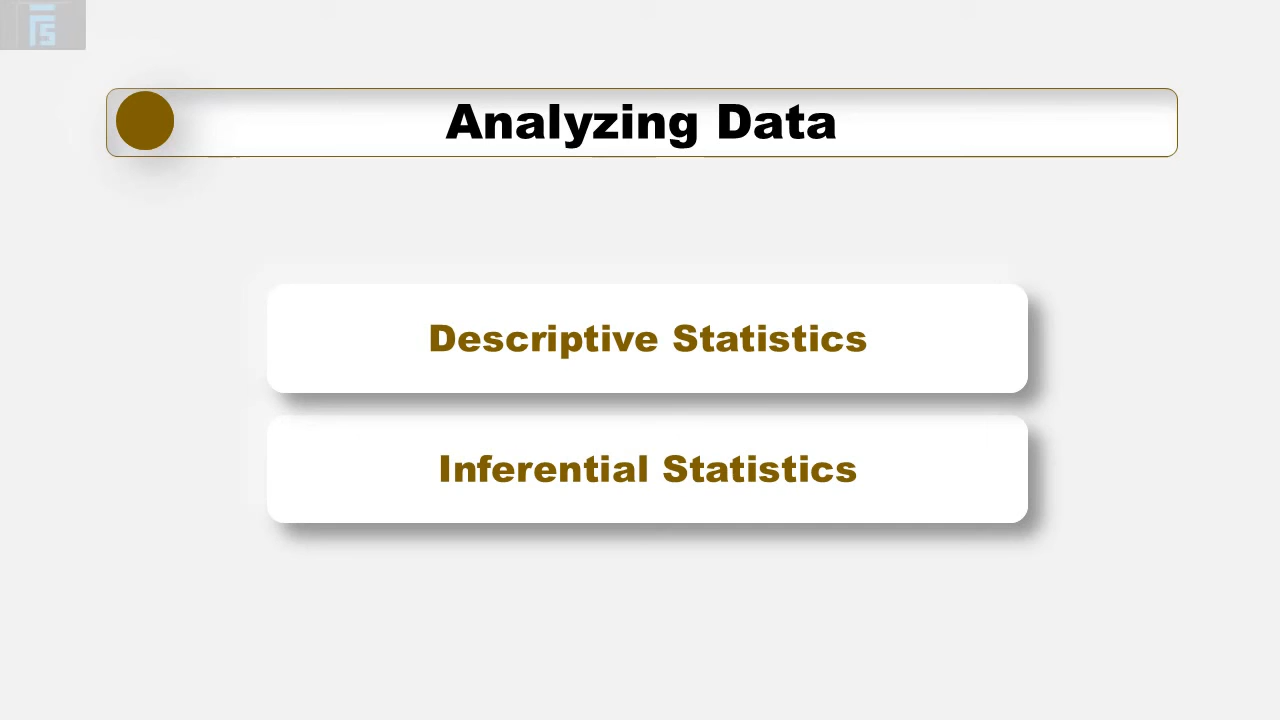 Analyzing Data
Descriptive Statistics
Inferential Statistics